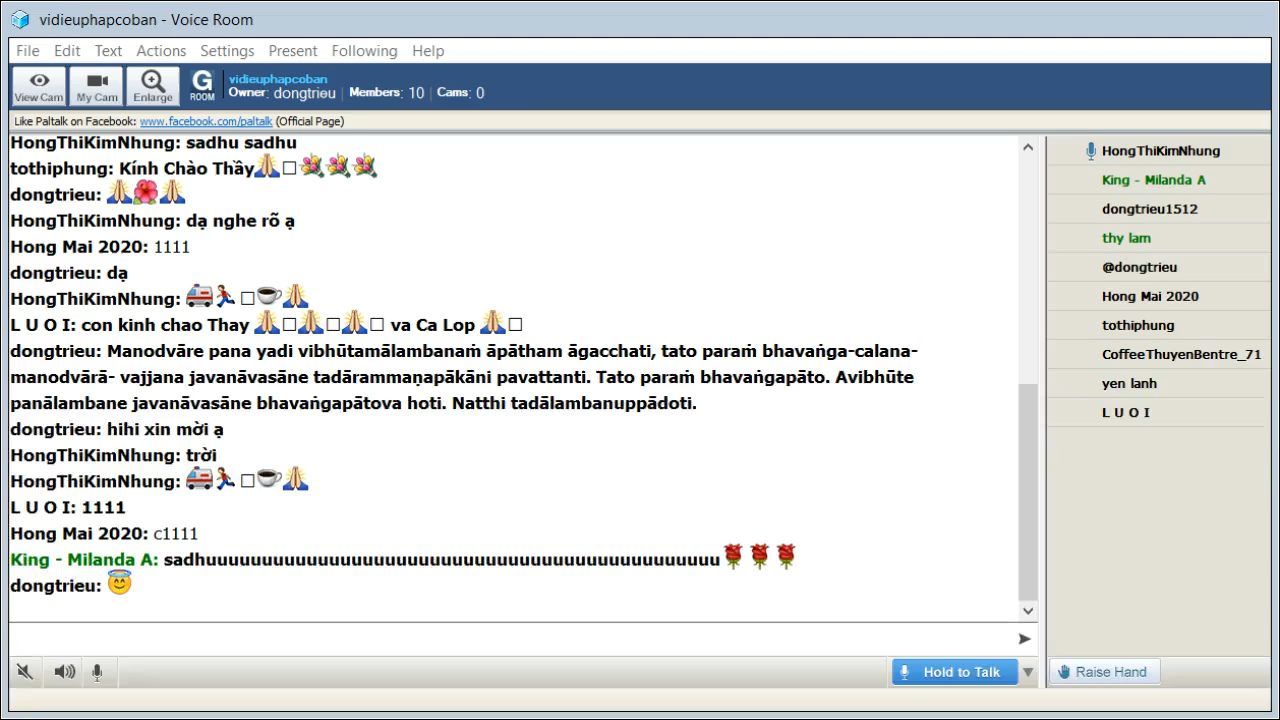 vidieuphapcoban - Voice Room
File Edit Text Actions Settings Present Following Help
View Cam My Cam Enlarge G ROOM
vidieuphapcoban
Owner: dongtrieu | Members: 10 | Cams: 0
Like Paltalk on Facebook: www.facebook.com/paltalk (Official Page)
HongThiKimNhung: sadhu sadhu
tothiphung: Kính Chào Thầy🙏□💐💐💐
dongtrieu: 🙏🌺🙏
HongThiKimNhung: dạ nghe rõ ạ
Hong Mai 2020: 1111
dongtrieu: dạ
HongThiKimNhung: 🚑🏃□☕🙏
L U O I: con kinh chao Thay 🙏□🙏□🙏□ va Ca Lop 🙏□
dongtrieu: Manodvāre pana yadi vibhūtamālambanaṁ āpātham āgacchati, tato paraṁ bhavaṅga-calana-
manodvārā- vajjana javanāvasāne tadārammaṇapākāni pavattanti. Tato paraṁ bhavaṅgapāto. Avibhūte
panālambane javanāvasāne bhavaṅgapātova hoti. Natthi tadālambanuppādoti.
dongtrieu: hihi xin mời ạ
HongThiKimNhung: trời
HongThiKimNhung: 🚑🏃□☕🙏
L U O I: 1111
Hong Mai 2020: c1111
King - Milanda A: sadhuuuuuuuuuuuuuuuuuuuuuuuuuuuuuuuuuuuuuuuuuuuuuu🌹🌹🌹
dongtrieu: 😇
HongThiKimNhung
King - Milanda A
dongtrieu1512
thy lam
@dongtrieu
Hong Mai 2020
tothiphung
CoffeeThuyenBentre_71
yen lanh
L U O I
Hold to Talk
Raise Hand